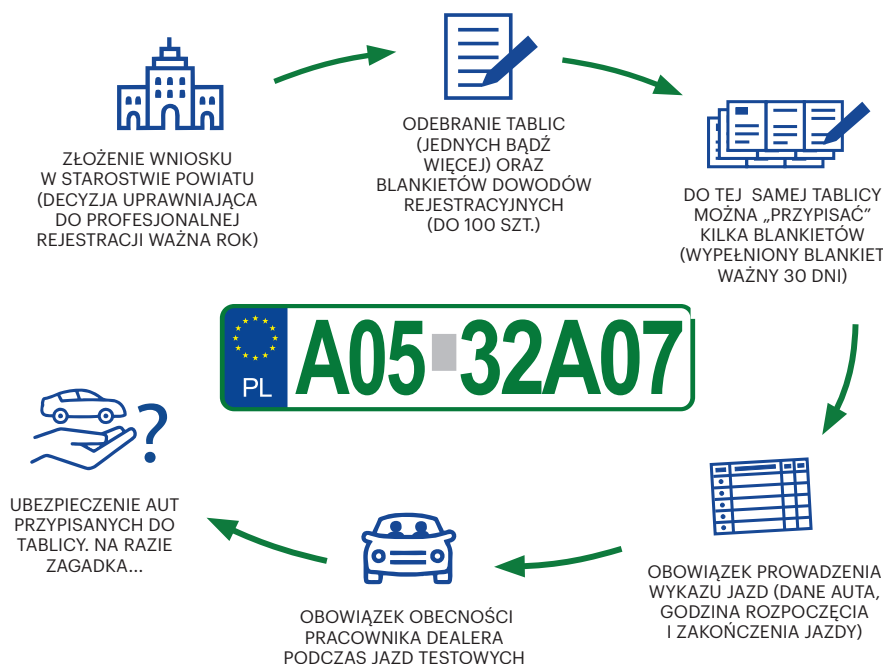 ZŁOŻENIE WNIOSKU
W STAROSTWIE POWIATU
(DECYZJA UPRAWNIAJĄCA
DO PROFESJONALNEJ
REJESTRACJI WAŻNA ROK)
ODEBRANIE TABLIC
(JEDNYCH BĄDŹ
WIĘCEJ) ORAZ
BLANKIETÓW DOWODÓW
REJESTRACYJNYCH
(DO 100 SZT.)
DO TEJ SAMEJ TABLICY
MOŻNA „PRZYPISAĆ”
KILKA BLANKIETÓW
(WYPEŁNIONY BLANKIET
WAŻNY 30 DNI)
PL A05 32A07
OBOWIĄZEK PROWADZENIA
WYKAZU JAZD (DANE AUTA,
GODZINA ROZPOCZĘCIA
I ZAKOŃCZENIA JAZDY)
OBOWIĄZEK OBECNOŚCI
PRACOWNIKA DEALERA
PODCZAS JAZD TESTOWYCH
?
UBEZPIECZENIE AUT
PRZYPISANYCH DO
TABLICY. NA RAZIE
ZAGADKA...